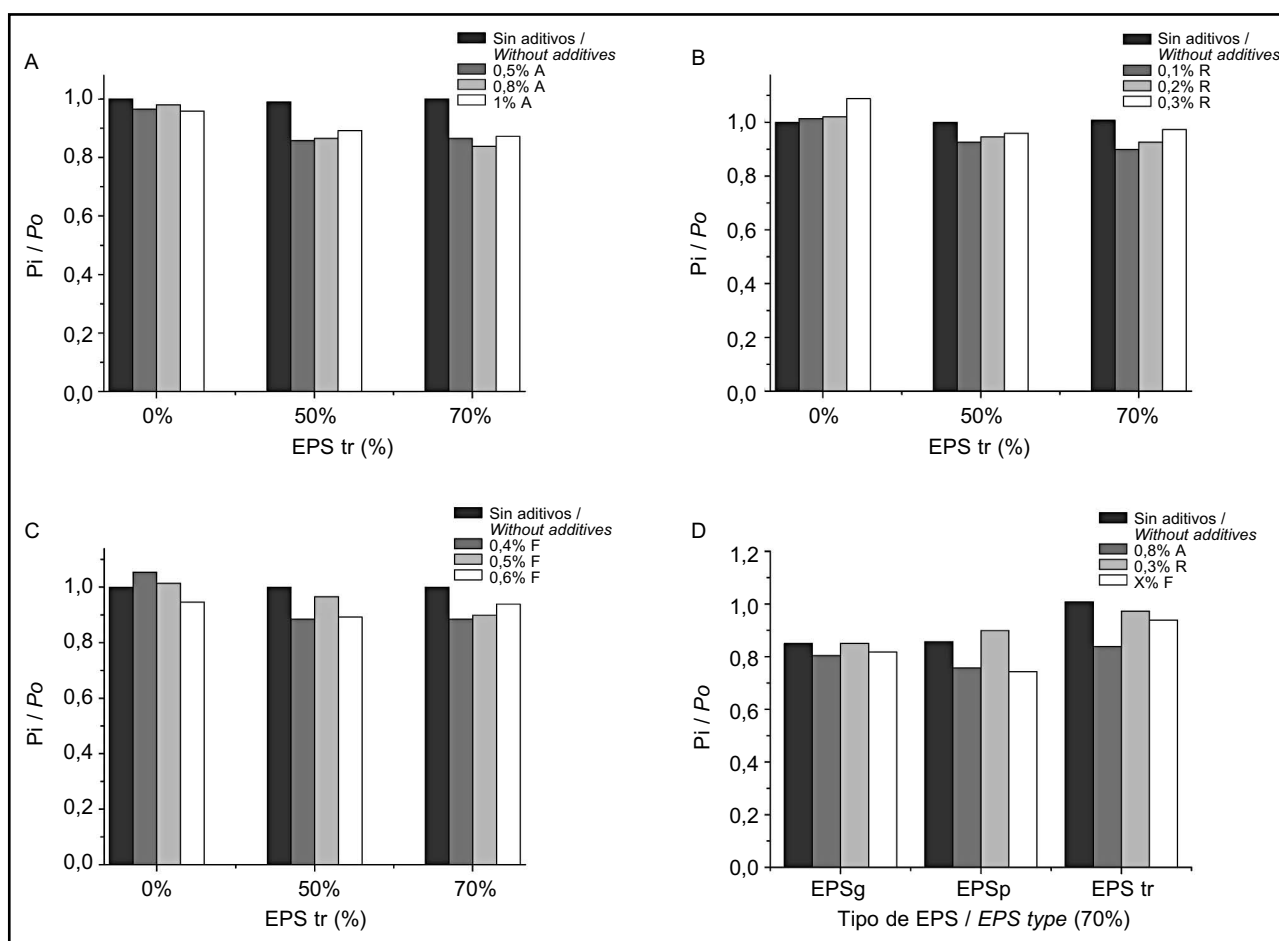 A
Sin aditivos /
Without additives
0,5% A
0,8% A
1% A
1,0
0,8
0,6
0,4
0,2
0,0
Pi / Po
0%
50%
70%
EPS tr (%)
B
Sin aditivos /
Without additives
0,1% R
0,2% R
0,3% R
1,0
0,8
0,6
0,4
0,2
0,0
Pi / Po
0%
50%
70%
EPS tr (%)
C
Sin aditivos /
Without additives
0,4% F
0,5% F
0,6% F
1,0
0,8
0,6
0,4
0,2
0,0
Pi / Po
0%
50%
70%
EPS tr (%)
D
Sin aditivos /
Without additives
0,8% A
0,3% R
X% F
1,2
1,0
0,8
0,6
0,4
0,2
0,0
Pi / Po
EPSg
EPSp
EPS tr
Tipo de EPS / EPS type (70%)